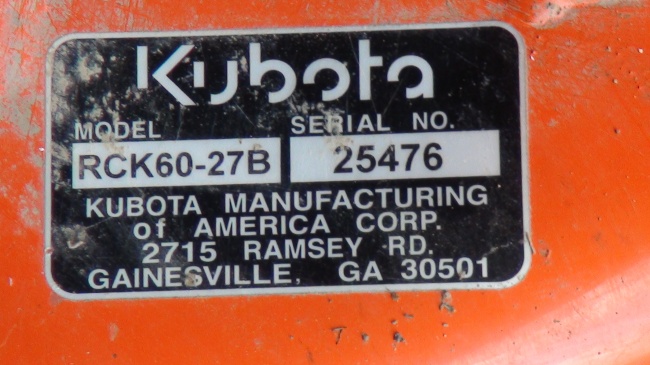 Kubota
MODEL SERIAL NO.
RCK60-27B 25476
KUBOTA MANUFACTURING
of AMERICA CORP.
2715 RAMSEY RD.
GAINESVILLE, GA 30501